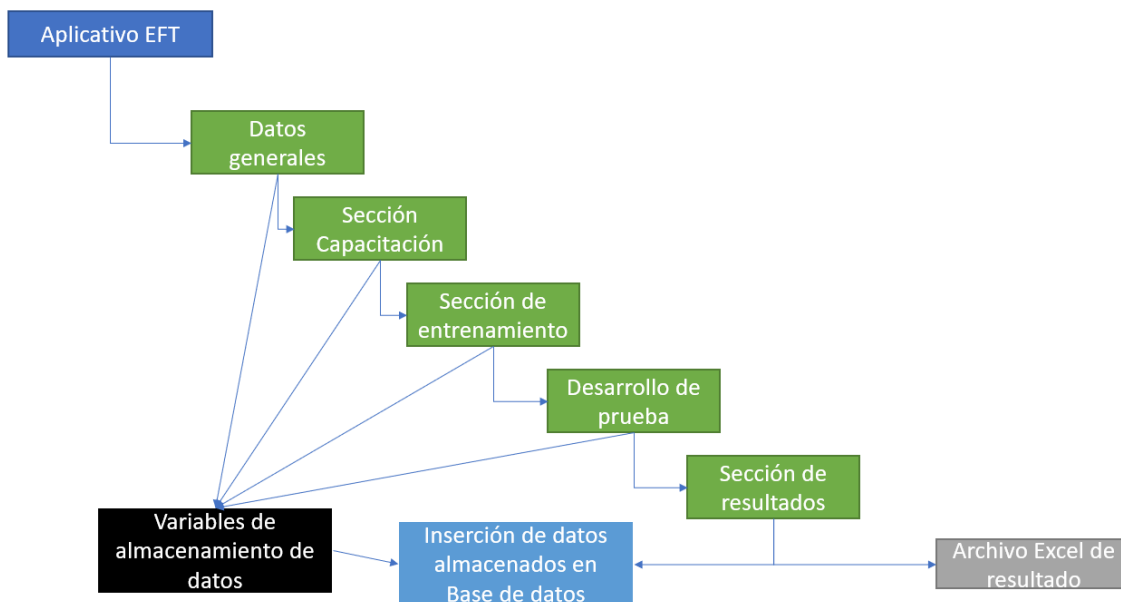 Aplicativo EFT
Datos
generales
Sección
Capacitación
Sección de
entrenamiento
Desarrollo de
prueba
Sección de
resultados
Variables de
almacenamiento de
datos
Inserción de datos
almacenados en
Base de datos
Archivo Excel de
resultado